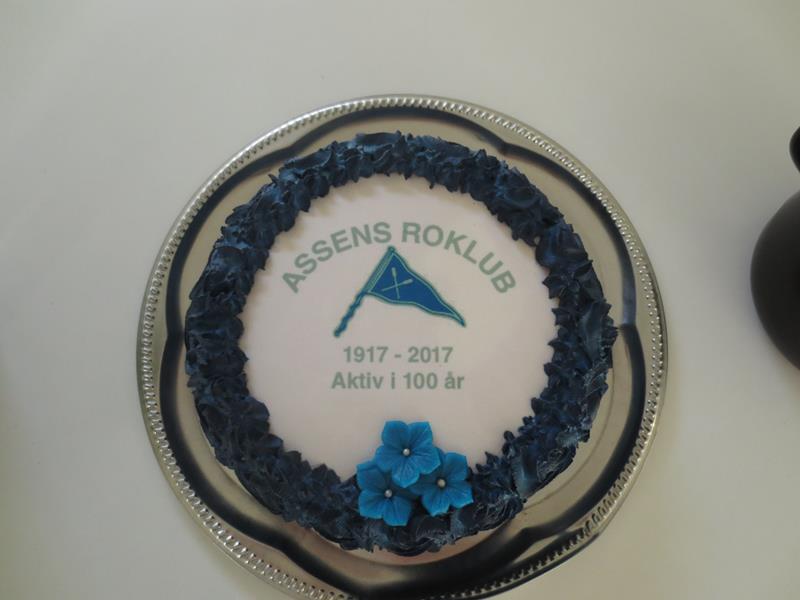 ASSENS ROKLUB
1917 - 2017
Aktiv i 100 år